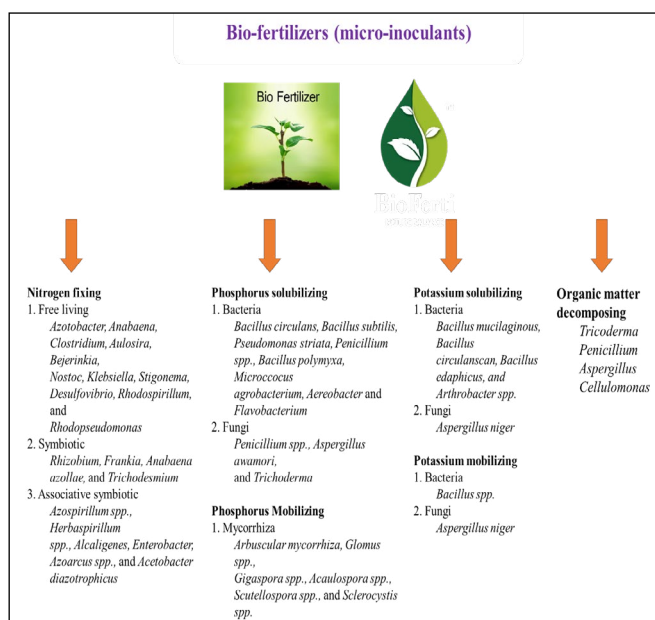 Bio-fertilizers (micro-inoculants)
Bio Fertilizer
BioFerti
Nitrogen fixing
1. Free living
Azotobacter, Anabaena,
Clostridium, Aulosira,
Bejerinkia,
Nostoc, Klebsiella, Stigonema,
Desulfovibrio, Rhodospirillum,
and
Rhodopseudomonas
2. Symbiotic
Rhizobium, Frankia, Anabaena
azollae, and Trichodesmium
3. Associative symbiotic
Azospirillum spp.,
Herbaspirillum
spp., Alcaligenes, Enterobacter,
Azoarcus spp., and Acetobacter
diazotrophicus
Phosphorus solubilizing
1. Bacteria
Bacillus circulans, Bacillus subtilis,
Pseudomonas striata, Penicillium
spp., Bacillus polymyxa,
Microccocus
agrobacterium, Aereobacter and
Flavobacterium
2. Fungi
Penicillium spp., Aspergillus
awamori,
and Trichoderma
Phosphorus Mobilizing
1. Mycorrhiza
Arbuscular mycorrhiza, Glomus
spp.,
Gigaspora spp., Acaulospora spp.,
Scutellospora spp., and Sclerocystis
spp.
Potassium solubilizing
1. Bacteria
Bacillus mucilaginous,
Bacillus
circulanscan, Bacillus
edaphicus, and
Arthrobacter spp.
2. Fungi
Aspergillus niger
Potassium mobilizing
1. Bacteria
Bacillus spp.
2. Fungi
Aspergillus niger
Organic matter
decomposing
Tricoderma
Penicillium
Aspergillus
Cellulomonas